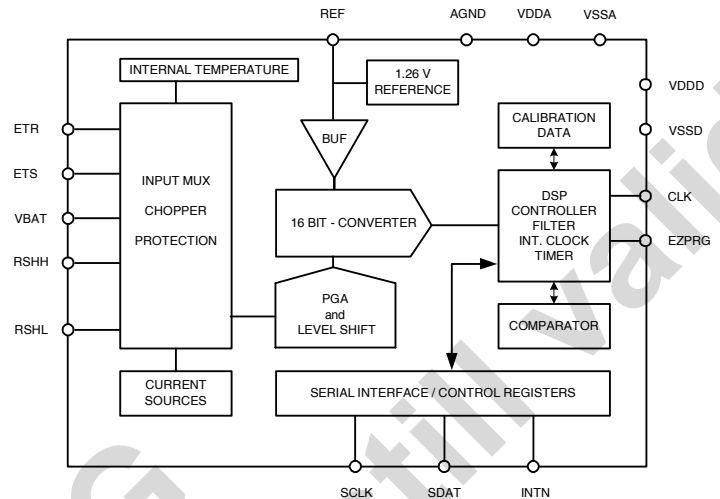 REF
AGND
VDDA
VSSA
INTERNAL TEMPERATURE
1.26 V
REFERENCE
VDDD
ETR
BUF
CALIBRATION
DATA
VSSD
ETS
INPUT MUX
CHOPPER
PROTECTION
16 BIT - CONVERTER
DSP
CONTROLLER
FILTER
INT. CLOCK
TIMER
CLK
VBAT
EZPRG
RSHH
PGA
and
LEVEL SHIFT
RSHL
COMPARATOR
CURRENT
SOURCES
SERIAL INTERFACE / CONTROL REGISTERS
SCLK
SDAT
INTN
G
still valid